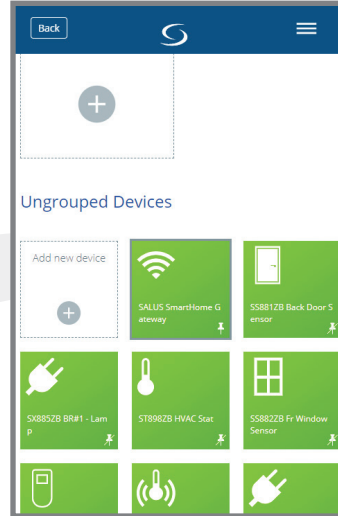 Back
Ungrouped Devices
Add new device
SALUS SmartHome G
ateway
SS881ZB Back Door S
ensor
SX885ZB BR#1 - Lam
p
ST898ZB HVAC Stat
SS882ZB Fr Window
Sensor